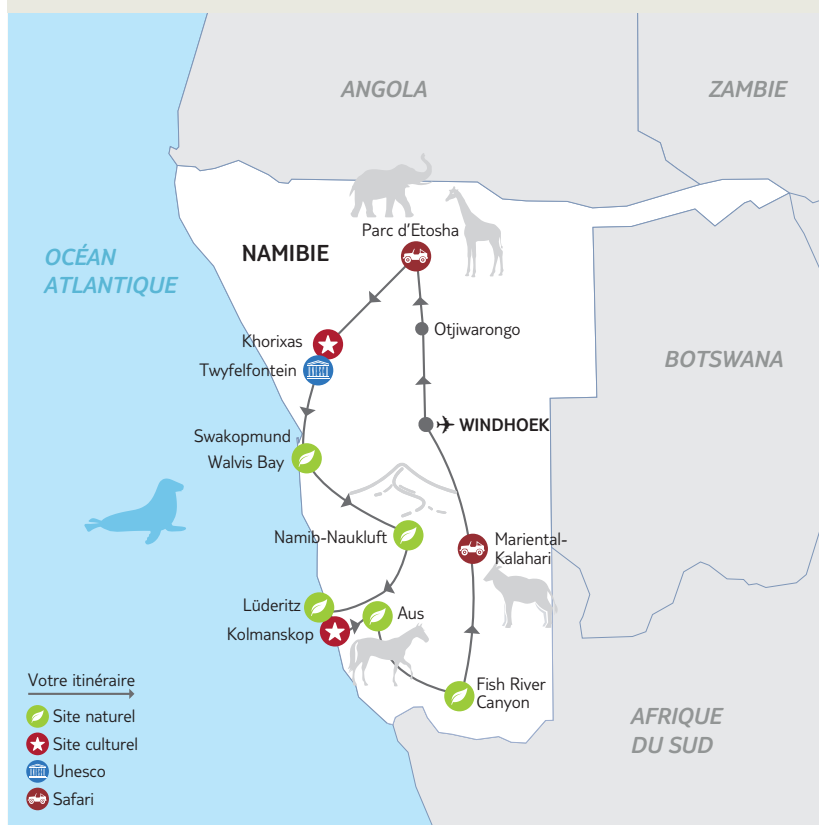 ANGOLA
ZAMBIE
Parc d'Etosha
OCÉAN
ATLANTIQUE
NAMIBIE
Otjiwarongo
Khorixas
Twyfelfontein
BOTSWANA
WINDHOEK
Swakopmund
Walvis Bay
Namib-Naukluft
Mariental-
Kalahari
Lüderitz
Aus
Kolmanskop
Fish River
Canyon
Votre itinéraire
Site naturel
Site culturel
Unesco
Safari
AFRIQUE
DU SUD